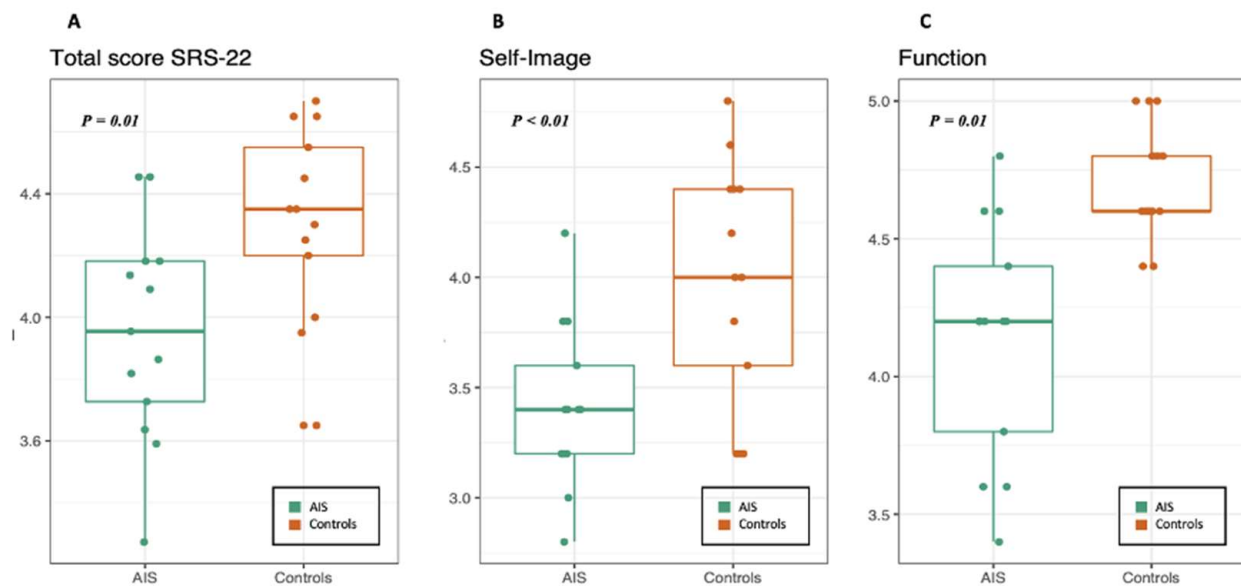 A
Total score SRS-22
P = 0.01
4.4
4.0
3.6
AIS
Controls
AIS
Controls
B
Self-Image
P < 0.01
4.5
4.0
3.5
3.0
AIS
Controls
AIS
Controls
C
Function
P = 0.01
5.0
4.5
4.0
3.5
AIS
Controls
AIS
Controls